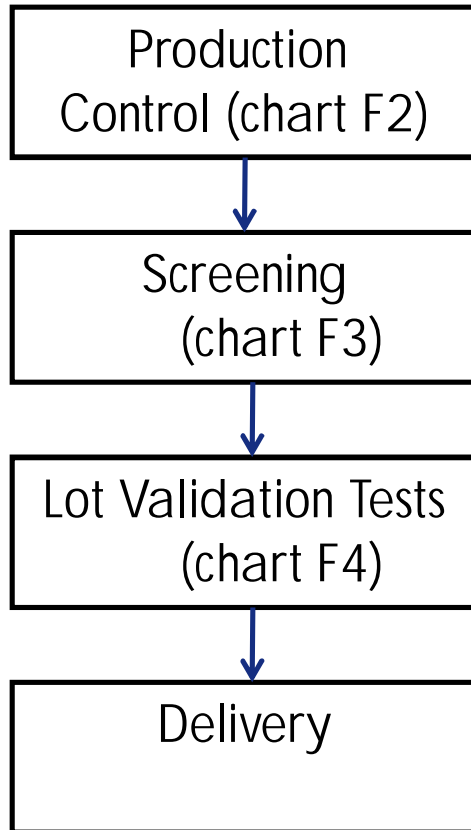 Production
Control (chart F2)
Screening
(chart F3)
Lot Validation Tests
(chart F4)
Delivery